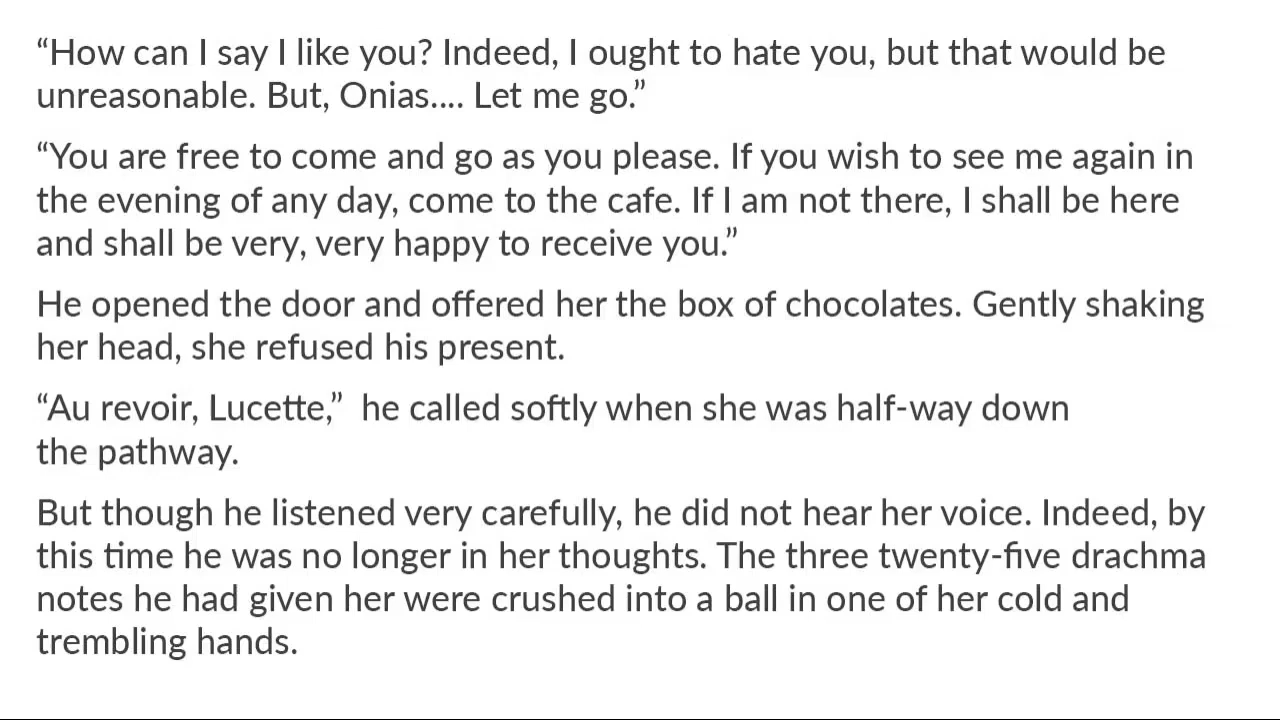 “How can I say I like you? Indeed, I ought to hate you, but that would be
unreasonable. But, Onias.... Let me go.”
“You are free to come and go as you please. If you wish to see me again in
the evening of any day, come to the cafe. If I am not there, I shall be here
and shall be very, very happy to receive you.”
He opened the door and offered her the box of chocolates. Gently shaking
her head, she refused his present.
“Au revoir, Lucette,”  he called softly when she was half-way down
the pathway.
But though he listened very carefully, he did not hear her voice. Indeed, by
this time he was no longer in her thoughts. The three twenty-five drachma
notes he had given her were crushed into a ball in one of her cold and
trembling hands.